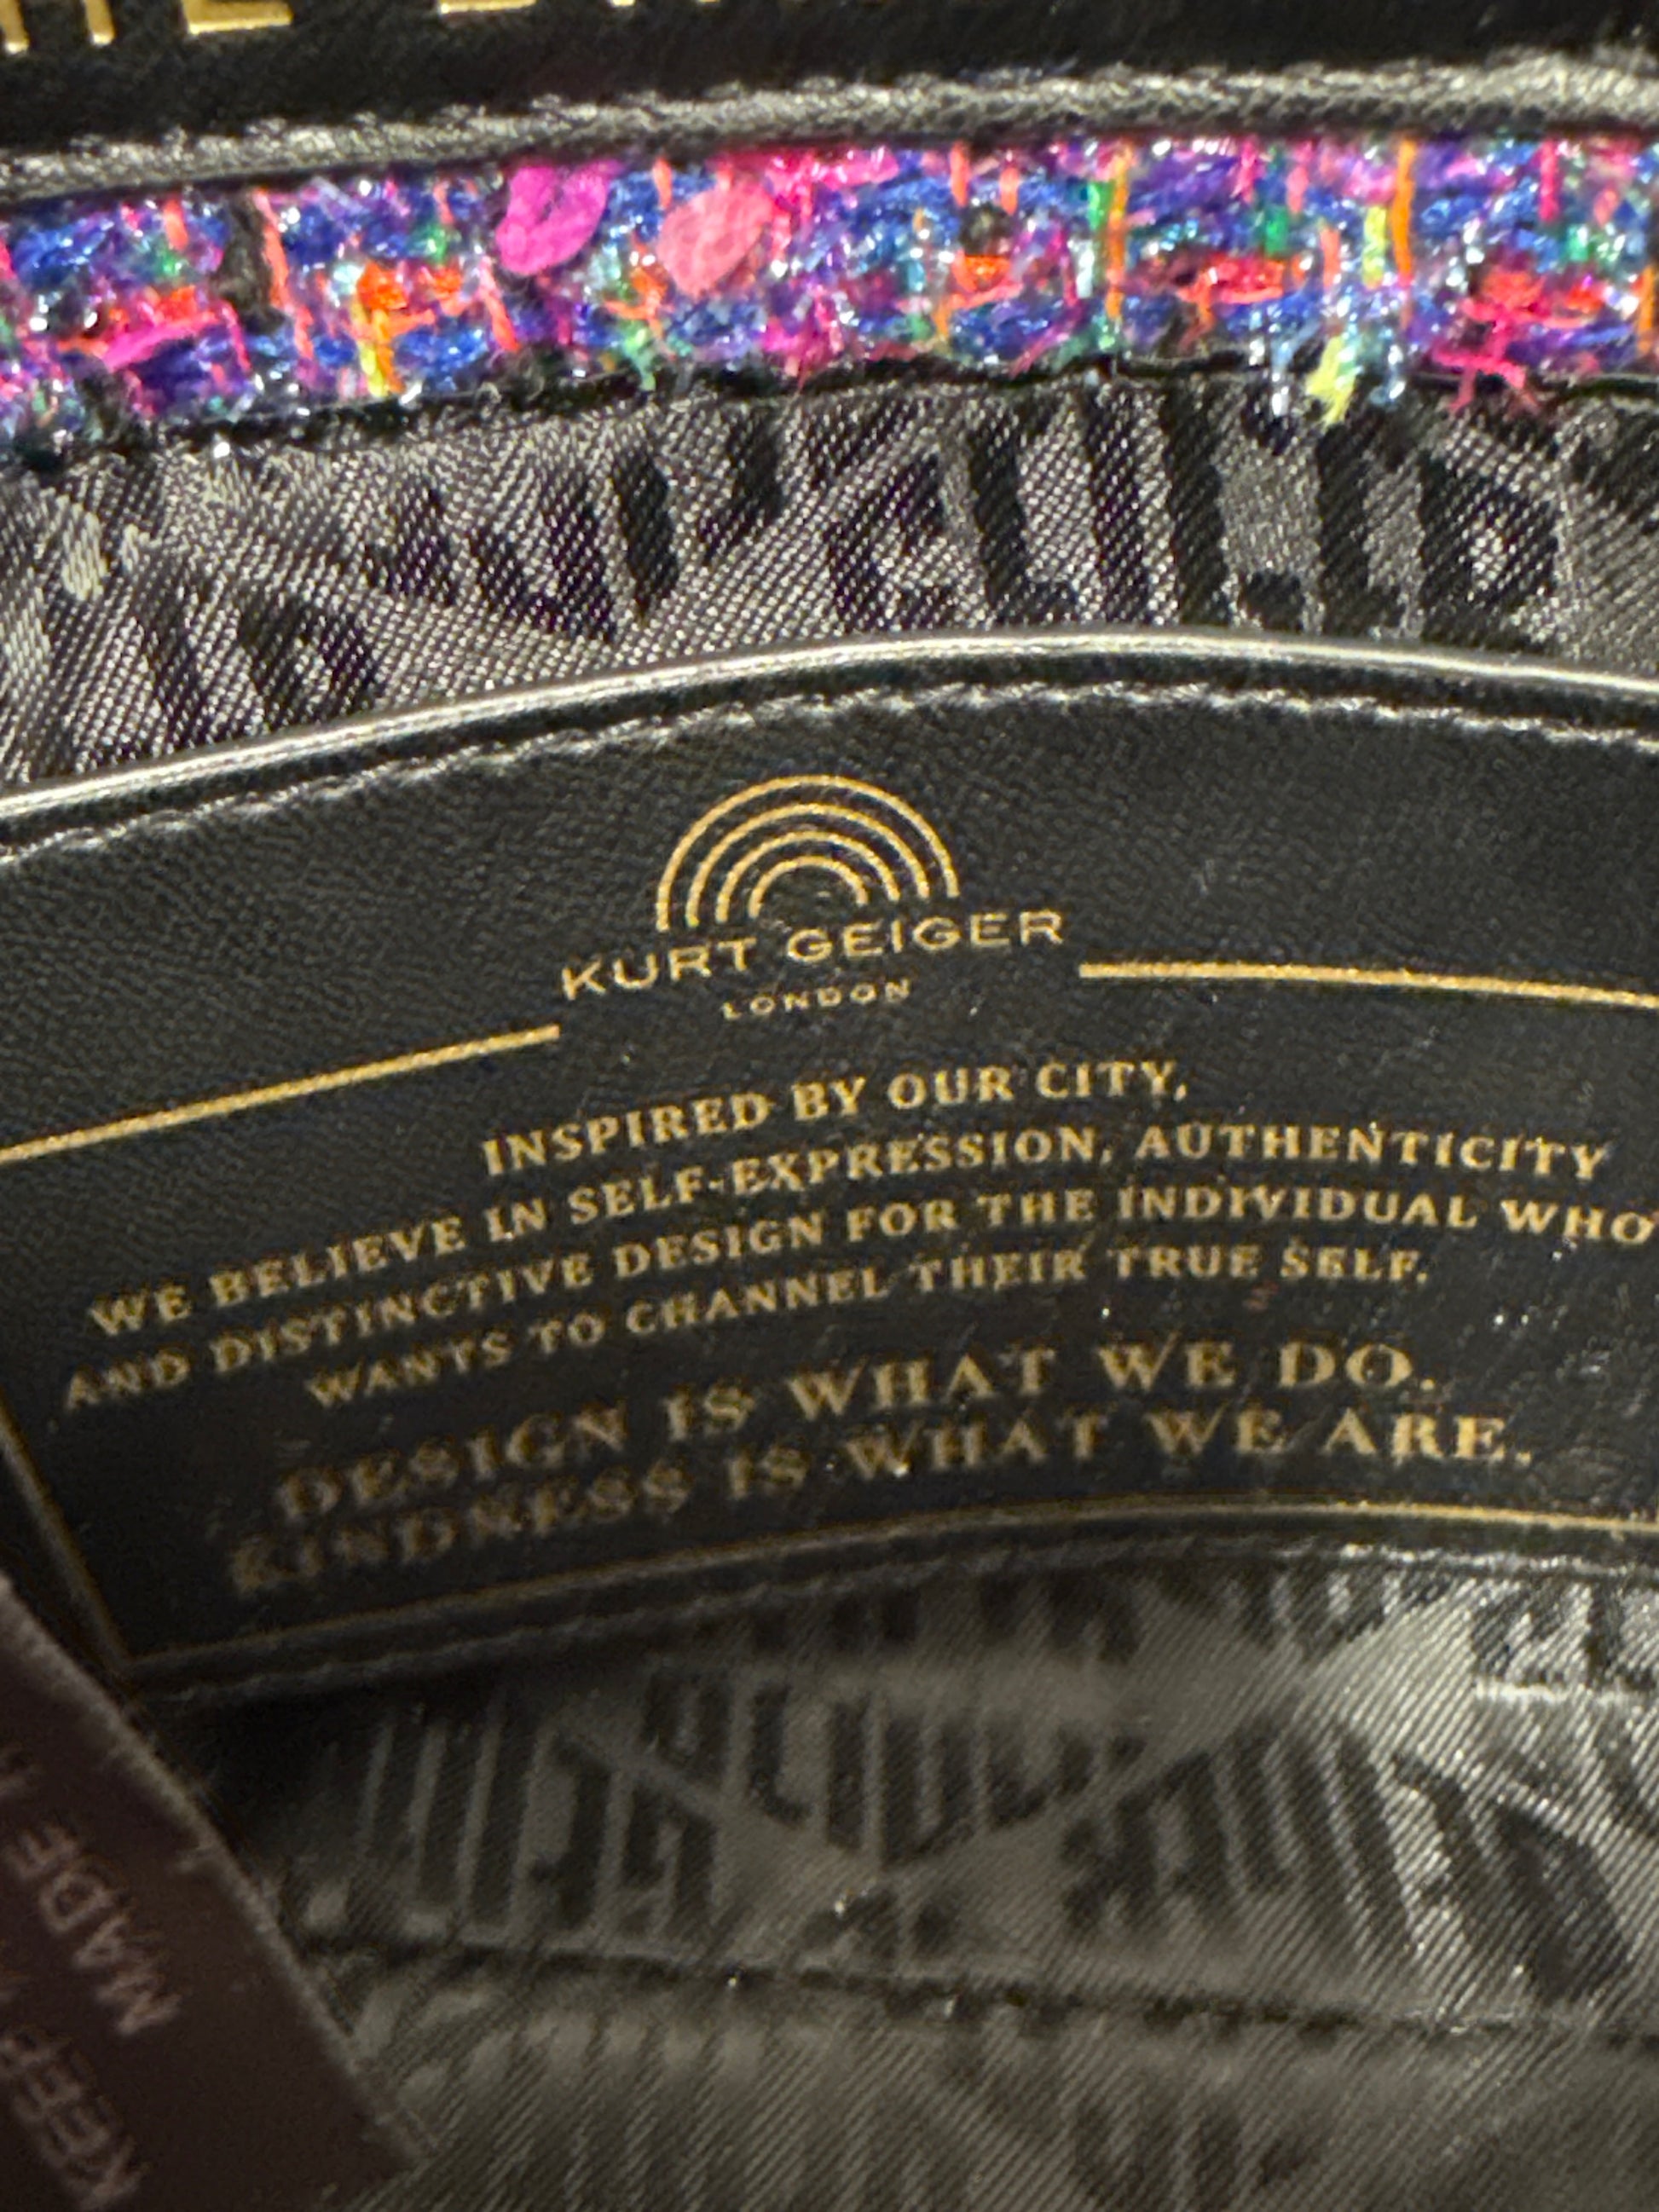 KURT GEIGER
LONDON
INSPIRED BY OUR CITY,
WE BELIEVE IN SELF-EXPRESSION, AUTHENTICITY
AND DISTINCTIVE DESIGN FOR THE INDIVIDUAL WHO
WANTS TO CHANNEL THEIR TRUE SELF.
DESIGN IS WHAT WE DO.
KINDNESS IS WHAT WE ARE.
MADE
KEEP